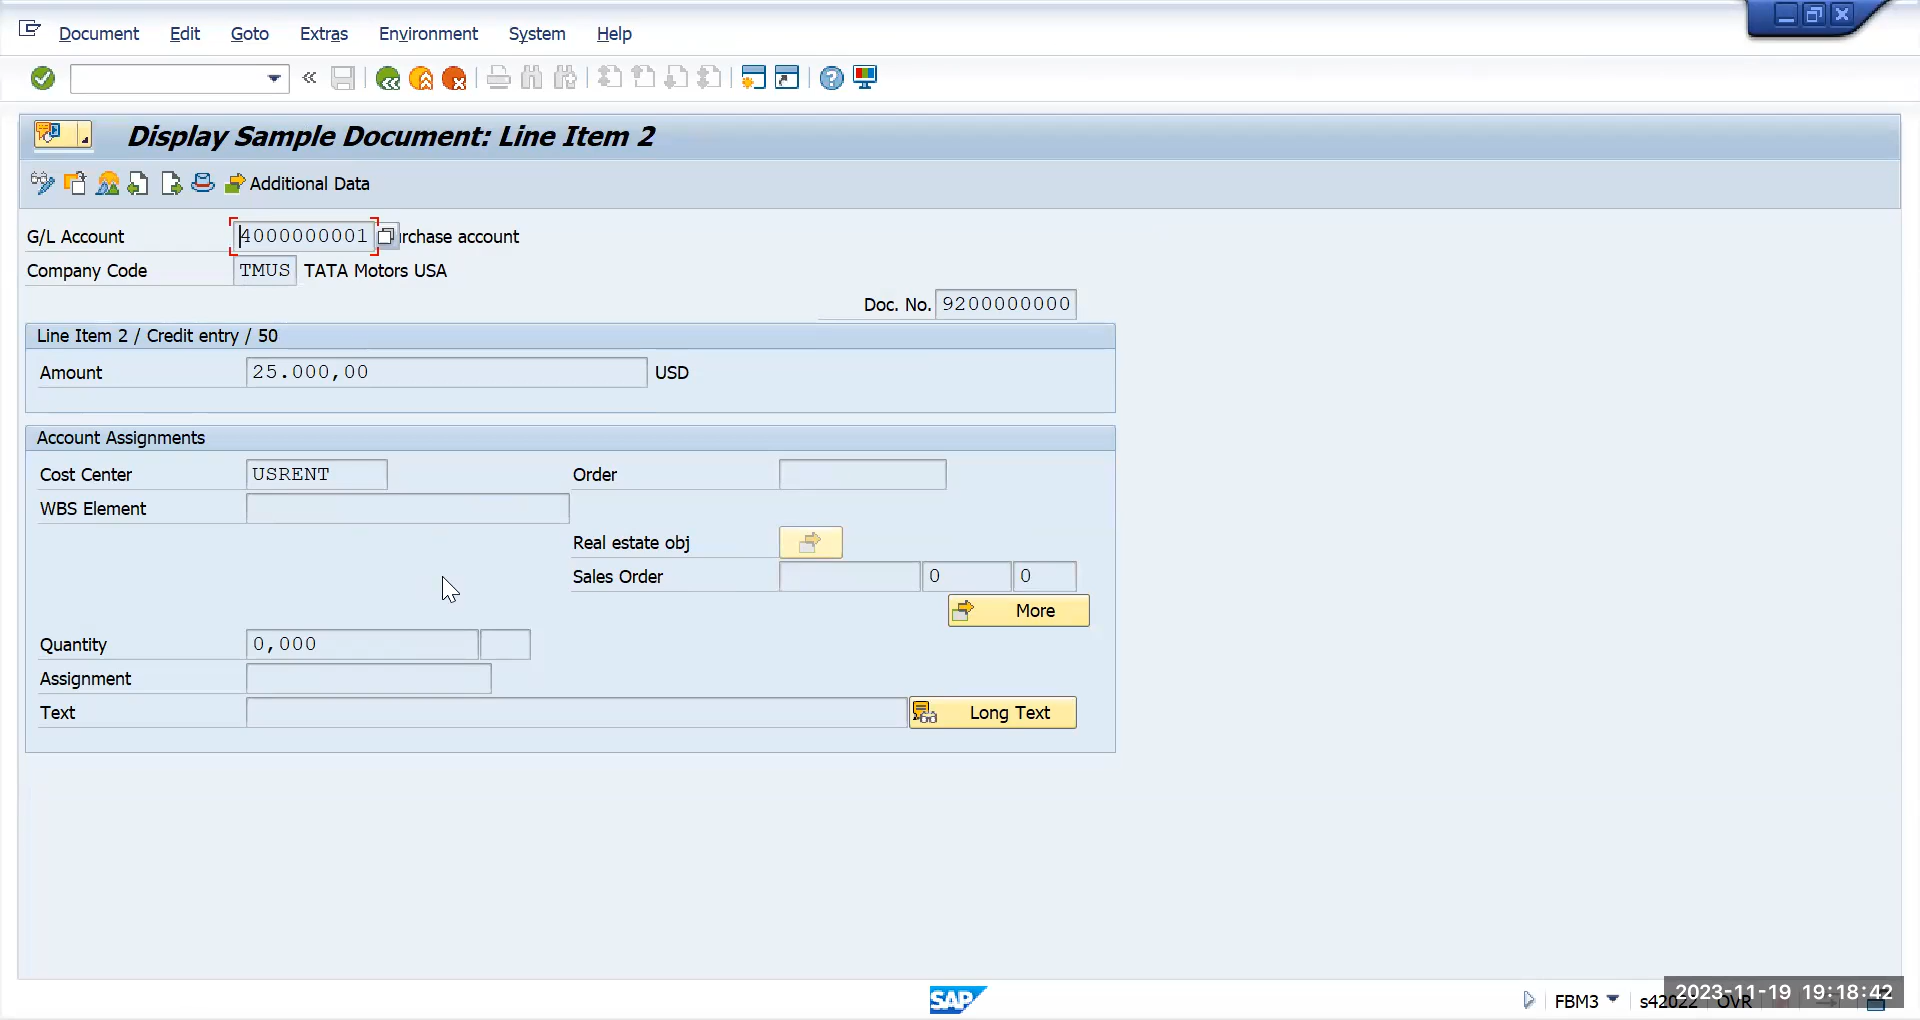 Document Edit Goto Extras Environment System Help
Display Sample Document: Line Item 2
Additional Data
G/L Account 4000000001 rchase account
Company Code TMUS TATA Motors USA
Doc. No. 9200000000
Line Item 2 / Credit entry / 50
Amount 25.000,00 USD
Account Assignments
Cost Center USRENT Order
WBS Element
Real estate obj
Sales Order 0 0
More
Quantity 0,000
Assignment
Text Long Text
SAP
FBM3 s42022 OVR
2023-11-19 19:18:42